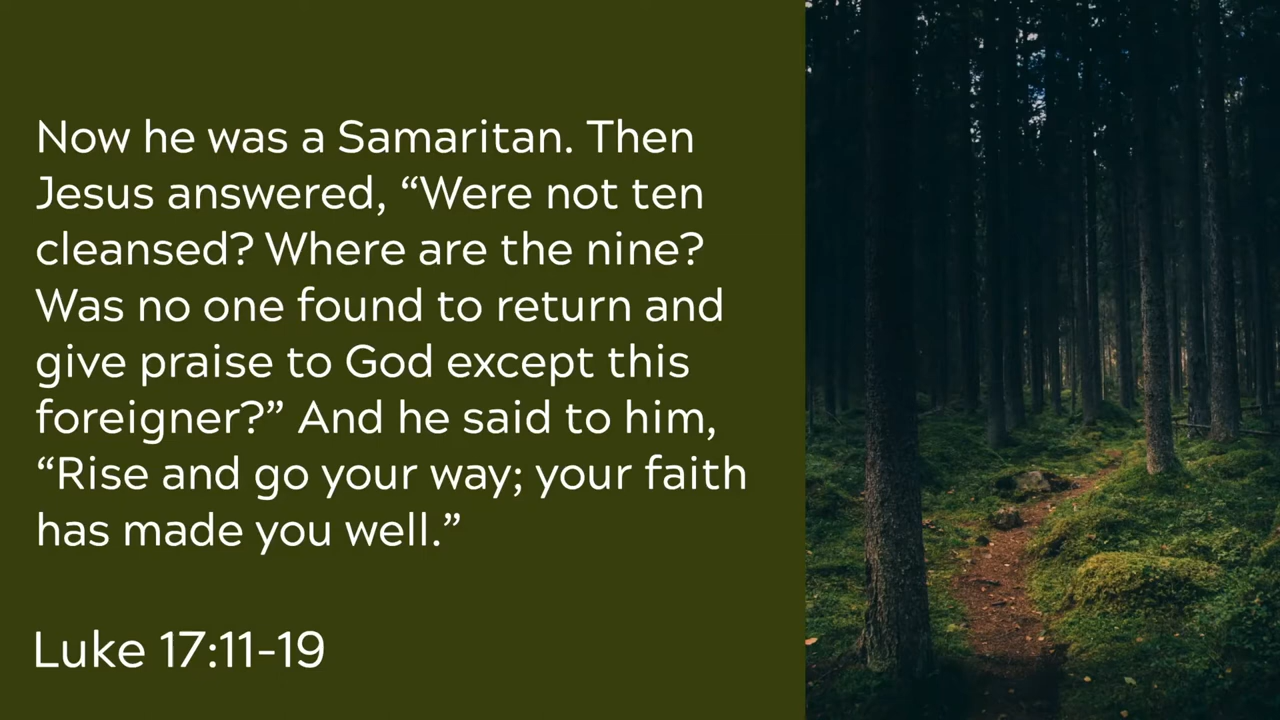 Now he was a Samaritan. Then
Jesus answered, “Were not ten
cleansed? Where are the nine?
Was no one found to return and
give praise to God except this
foreigner?” And he said to him,
“Rise and go your way; your faith
has made you well.”
Luke 17:11-19